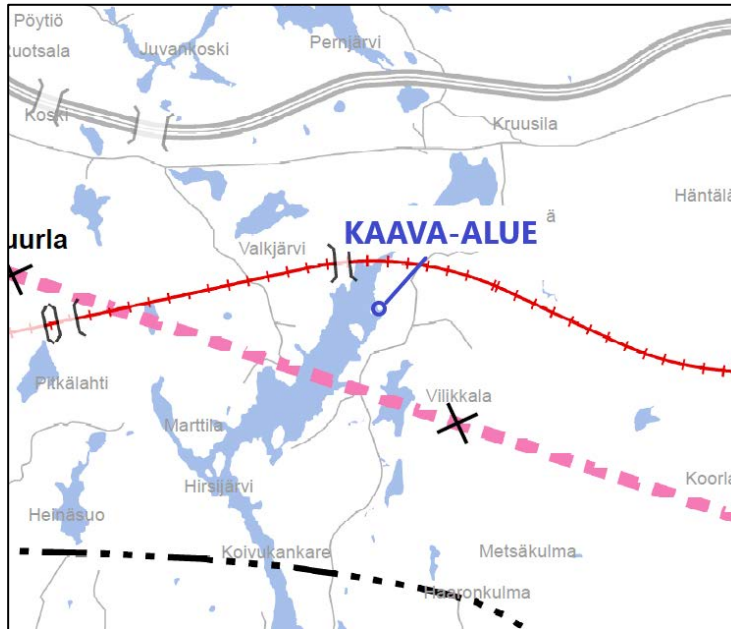 Pöytiö
Ruotsala
Juvankoski
Pernjärvi
Koski
Kruusila
Häntälä
ä
uurla
Valkjärvi
KAAVA-ALUE
Pitkälahti
Vilikkala
Marttila
Koorla
Hirsijärvi
Heinäsuo
Koivukankare
Metsäkulma
Haaronkulma